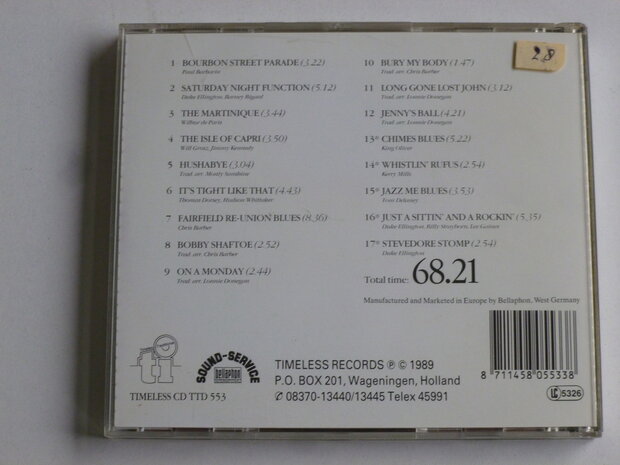 1 BOURBON STREET PARADE (3.22)
Paul Barbarin
2 SATURDAY NIGHT FUNCTION (5.12)
Duke Ellington, Barney Bigard
3 THE MARTINIQUE (3.44)
Wilbur de Paris
4 THE ISLE OF CAPRI (3.50)
Will Grosz, Jimmy Kennedy
5 HUSHABYE (3.04)
Trad. arr. Monty Sunshine
6 IT'S TIGHT LIKE THAT (4.43)
Thomas Dorsey, Hudson Whittaker
7 FAIRFIELD RE-UNION BLUES (8.36)
Chris Barber
8 BOBBY SHAFTOE (2.52)
Trad. arr. Chris Barber
9 ON A MONDAY (2.44)
Trad. arr. Lonnie Donegan
10 BURY MY BODY (1.47)
Trad. arr. Chris Barber
11 LONG GONE LOST JOHN (3.12)
Trad. arr. Lonnie Donegan
12 JENNY'S BALL (4.21)
Trad. arr. Lonnie Donegan
13* CHIMES BLUES (5.22)
King Oliver
14* WHISTLIN' RUFUS (2.54)
Kerry Mills
15* JAZZ ME BLUES (3.53)
Tom Delaney
16* JUST A SITTIN' AND A ROCKIN' (5.35)
Duke Ellington, Billy Strayhorn, Lee Gaines
17* STEVEDORE STOMP (2.54)
Duke Ellington
Total time: 68.21
Manufactured and Marketed in Europe by Bellaphon, West Germany
28
ti
SOUND-SERVICE
bellaphon
TIMELESS CD TTD 553
TIMELESS RECORDS ℗ © 1989
P.O. BOX 201, Wageningen, Holland
✆ 08370-13440/13445 Telex 45991
8 711458 055338
LC 5326